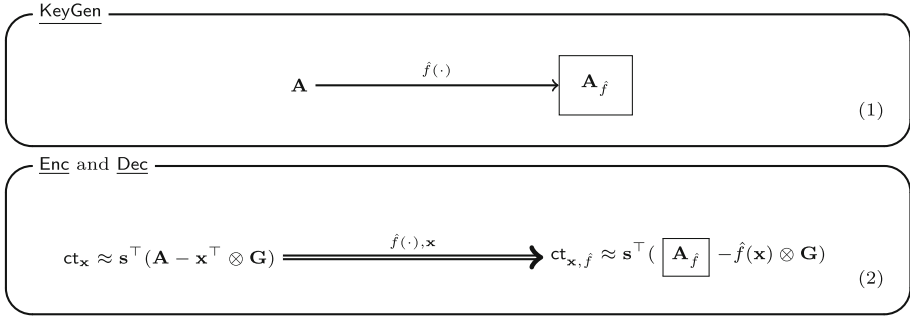 KeyGen
f̂(·)
A A_f̂
(1)
Enc and Dec
f̂(·),x
ct_x ≈ s^⊤(A − x^⊤ ⊗ G) ct_{x,f̂} ≈ s^⊤( A_f̂ −f̂(x) ⊗ G)
(2)